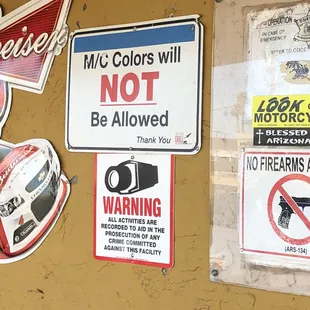 M/C Colors will
NOT
Be Allowed
Thank You
WARNING
ALL ACTIVITIES ARE
RECORDED TO AID IN THE
PROSECUTION OF ANY
CRIME COMMITTED
AGAINST THIS FACILITY
OPERATION
IN CASE OF
EMERGENCY
LOOK
MOTORCY
BLESSED
ARIZONA
NO FIREARMS A
(ARS-134)